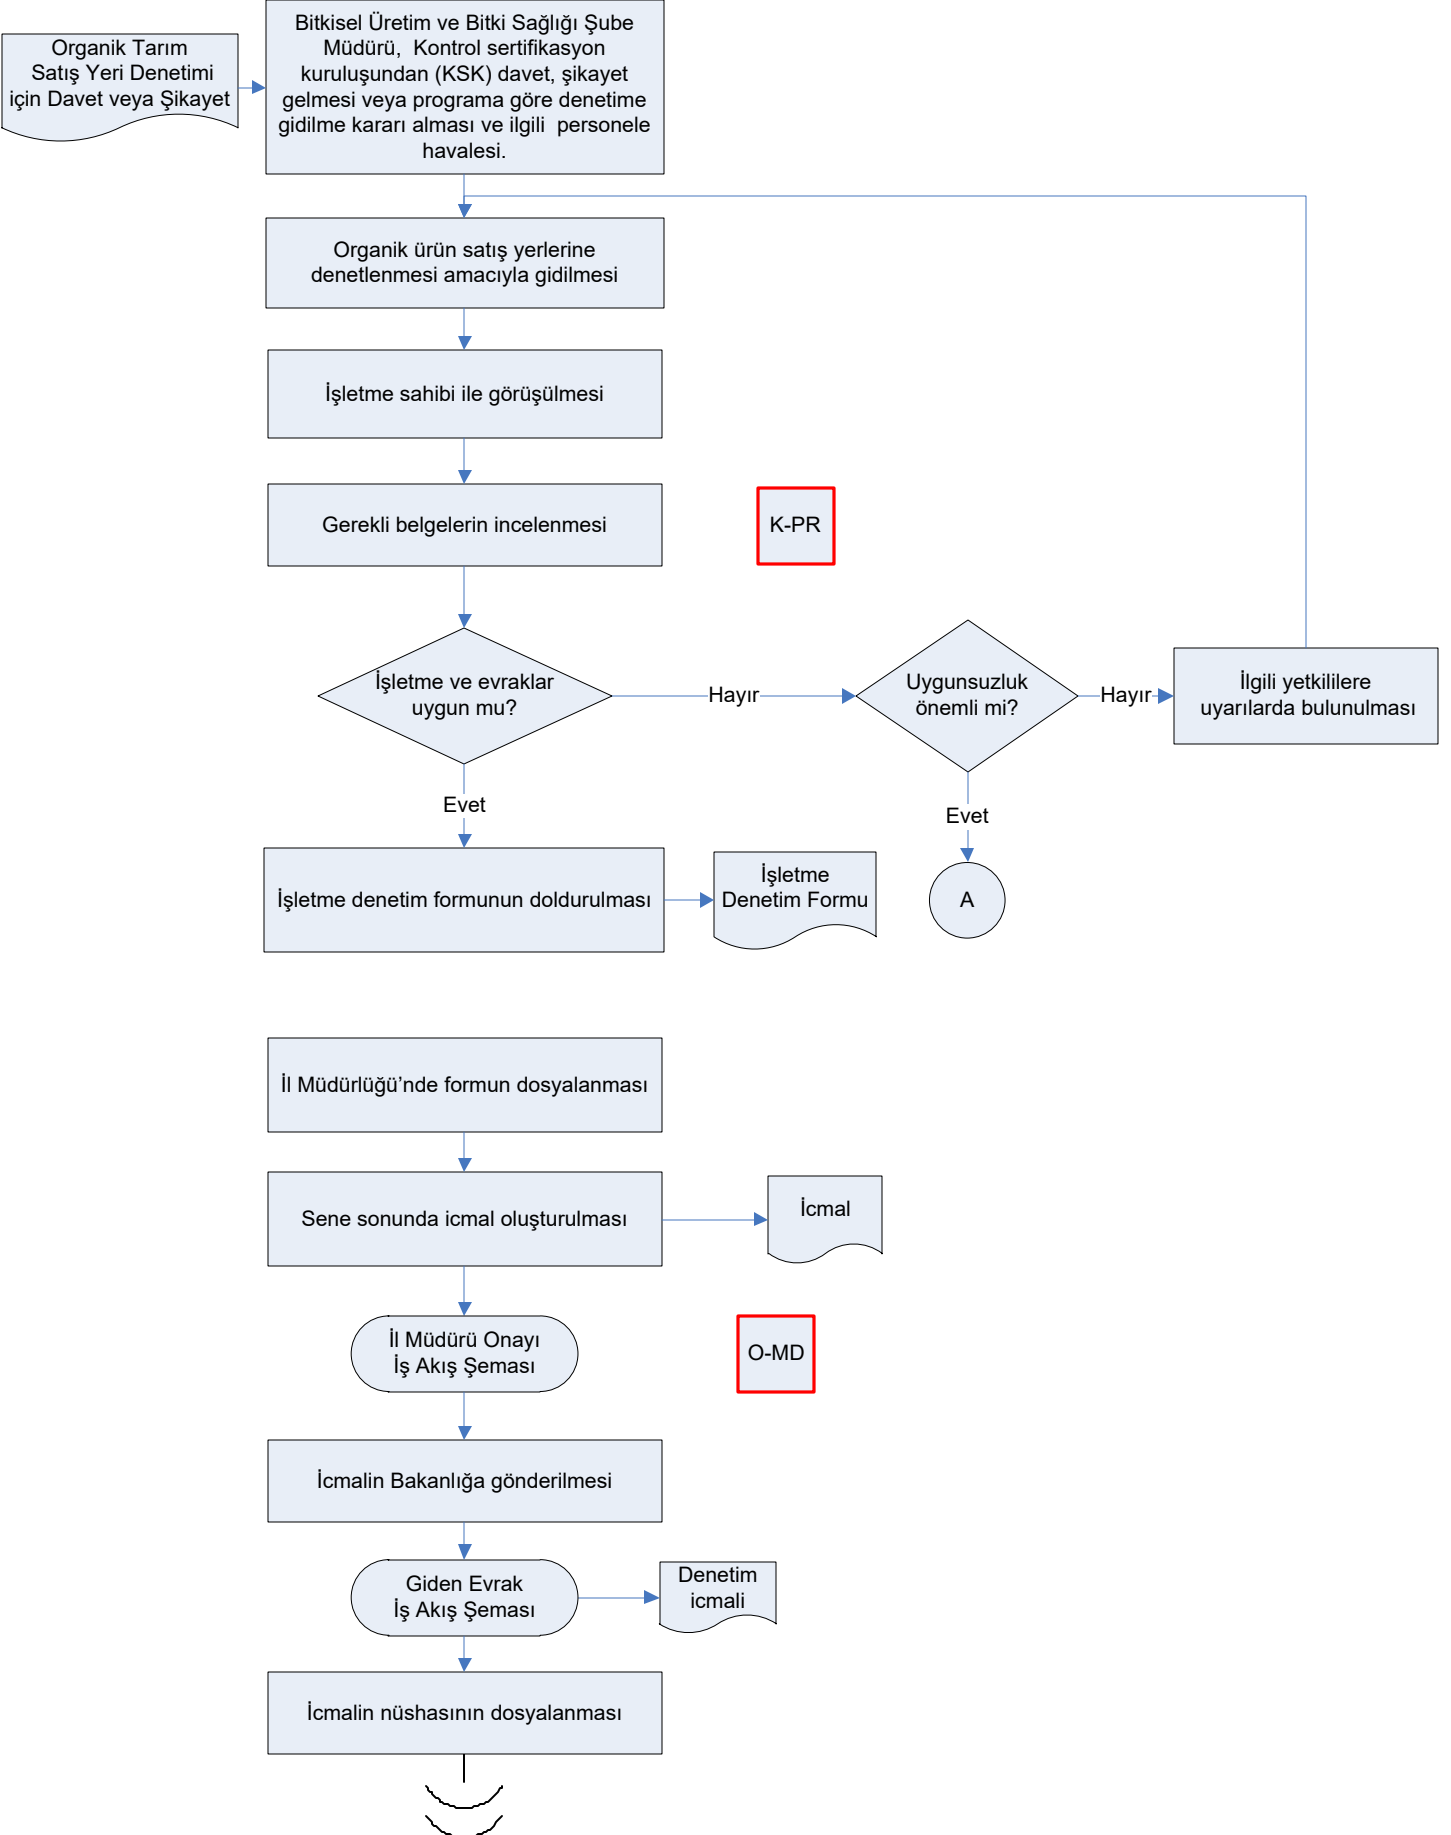 Organik Tarım
Satış Yeri Denetimi
için Davet veya Şikayet
Bitkisel Üretim ve Bitki Sağlığı Şube
Müdürü,  Kontrol sertifikasyon
kuruluşundan (KSK) davet, şikayet
gelmesi veya programa göre denetime
gidilme kararı alması ve ilgili  personele
havalesi.
Organik ürün satış yerlerine
denetlenmesi amacıyla gidilmesi
İşletme sahibi ile görüşülmesi
Gerekli belgelerin incelenmesi
K-PR
İşletme ve evraklar
uygun mu?
Hayır
Uygunsuzluk
önemli mi?
Hayır
İlgili yetkililere
uyarılarda bulunulması
Evet
Evet
İşletme denetim formunun doldurulması
İşletme
Denetim Formu
A
İl Müdürlüğü’nde formun dosyalanması
Sene sonunda icmal oluşturulması
İcmal
İl Müdürü Onayı
İş Akış Şeması
O-MD
İcmalin Bakanlığa gönderilmesi
Giden Evrak
İş Akış Şeması
Denetim
icmali
İcmalin nüshasının dosyalanması